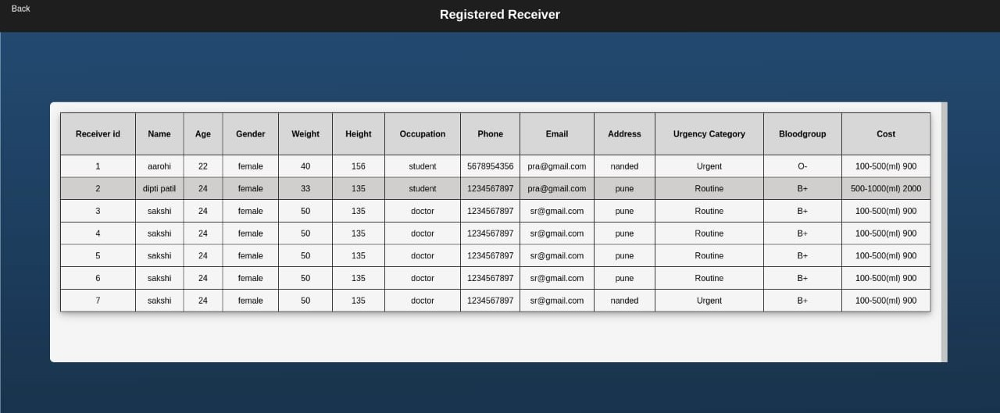 Back
Registered Receiver
Receiver id Name Age Gender Weight Height Occupation Phone Email Address Urgency Category Bloodgroup Cost
1 aarohi 22 female 40 156 student 5678954356 pra@gmail.com nanded Urgent O- 100-500(ml) 900
2 dipti patil 24 female 33 135 student 1234567897 pra@gmail.com pune Routine B+ 500-1000(ml) 2000
3 sakshi 24 female 50 135 doctor 1234567897 sr@gmail.com pune Routine B+ 100-500(ml) 900
4 sakshi 24 female 50 135 doctor 1234567897 sr@gmail.com pune Routine B+ 100-500(ml) 900
5 sakshi 24 female 50 135 doctor 1234567897 sr@gmail.com pune Routine B+ 100-500(ml) 900
6 sakshi 24 female 50 135 doctor 1234567897 sr@gmail.com pune Routine B+ 100-500(ml) 900
7 sakshi 24 female 50 135 doctor 1234567897 sr@gmail.com nanded Urgent B+ 100-500(ml) 900